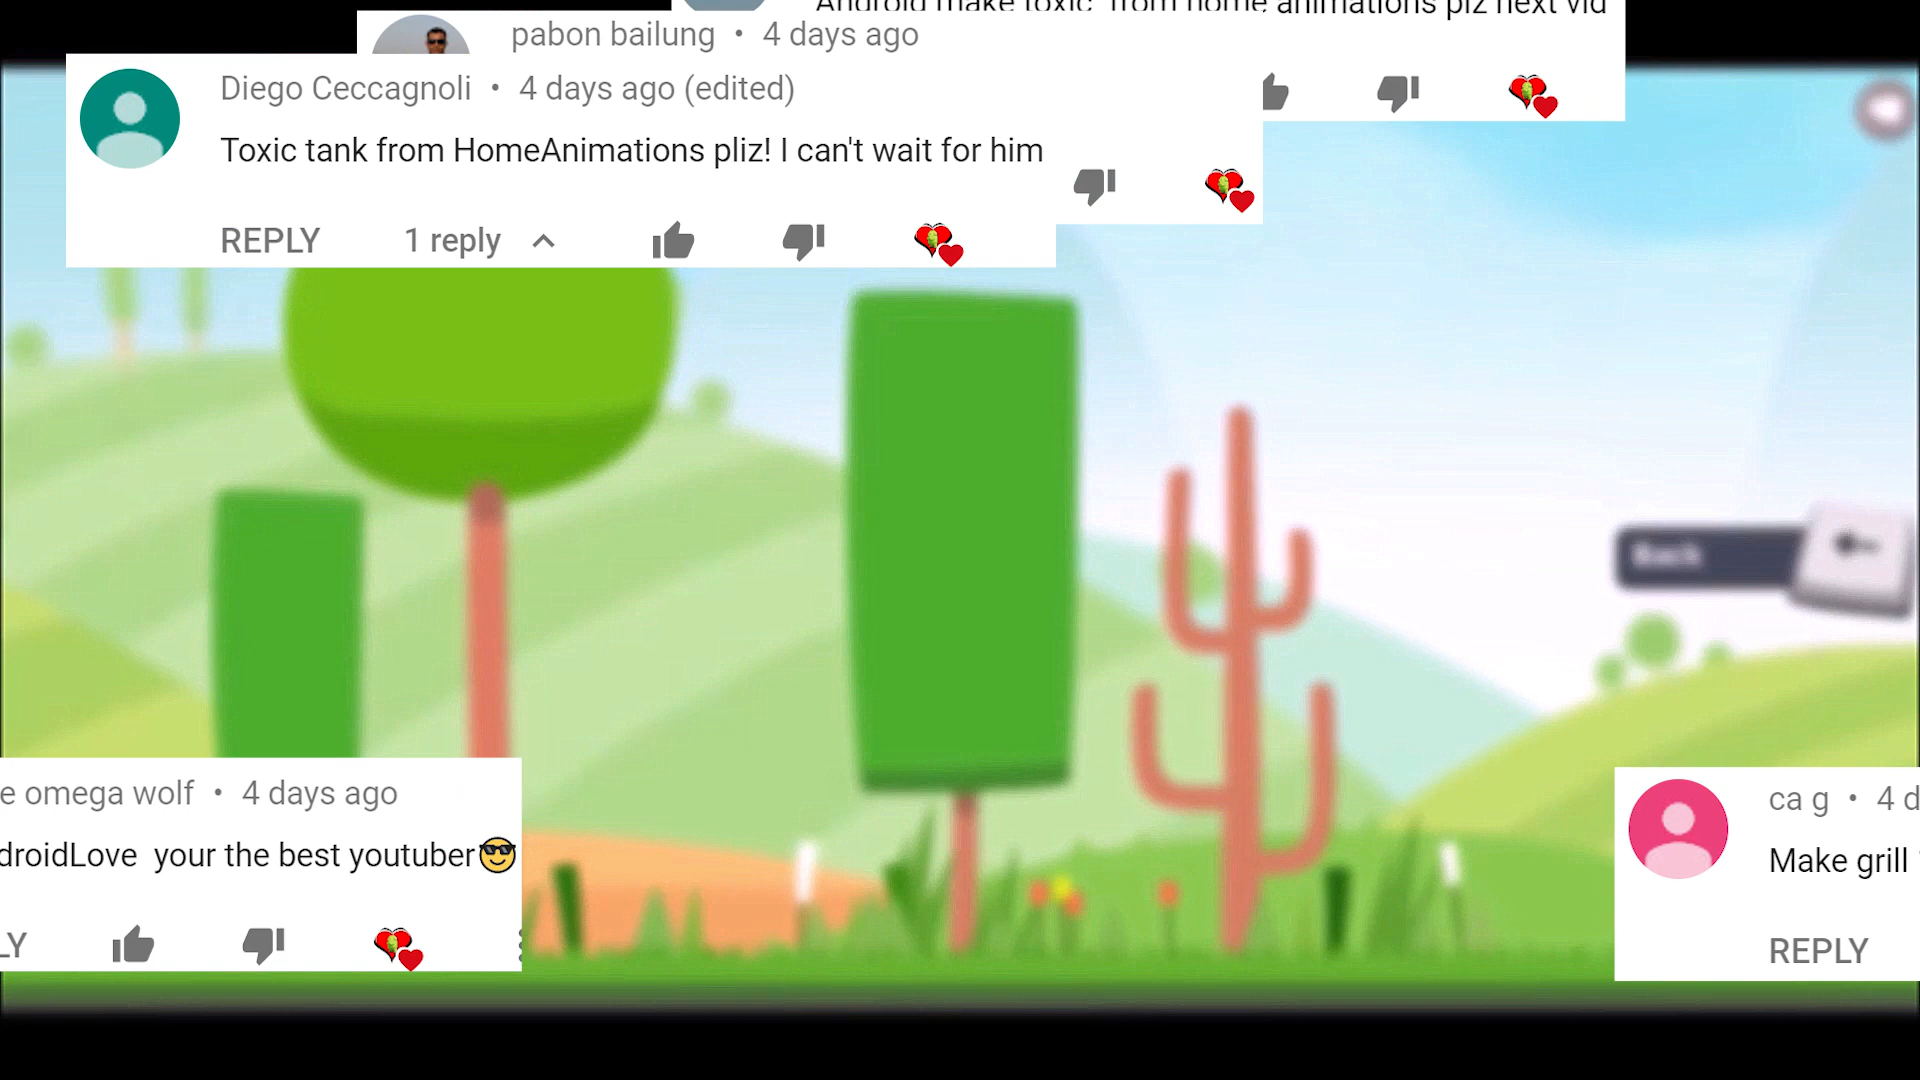 Android make toxic from home animations plz next vid
pabon bailung • 4 days ago
Diego Ceccagnoli • 4 days ago (edited)
Toxic tank from HomeAnimations pliz! I can't wait for him
REPLY 1 reply
Back
e omega wolf • 4 days ago
droidLove your the best youtuber😎
LY
ca g • 4 d
Make grill
REPLY